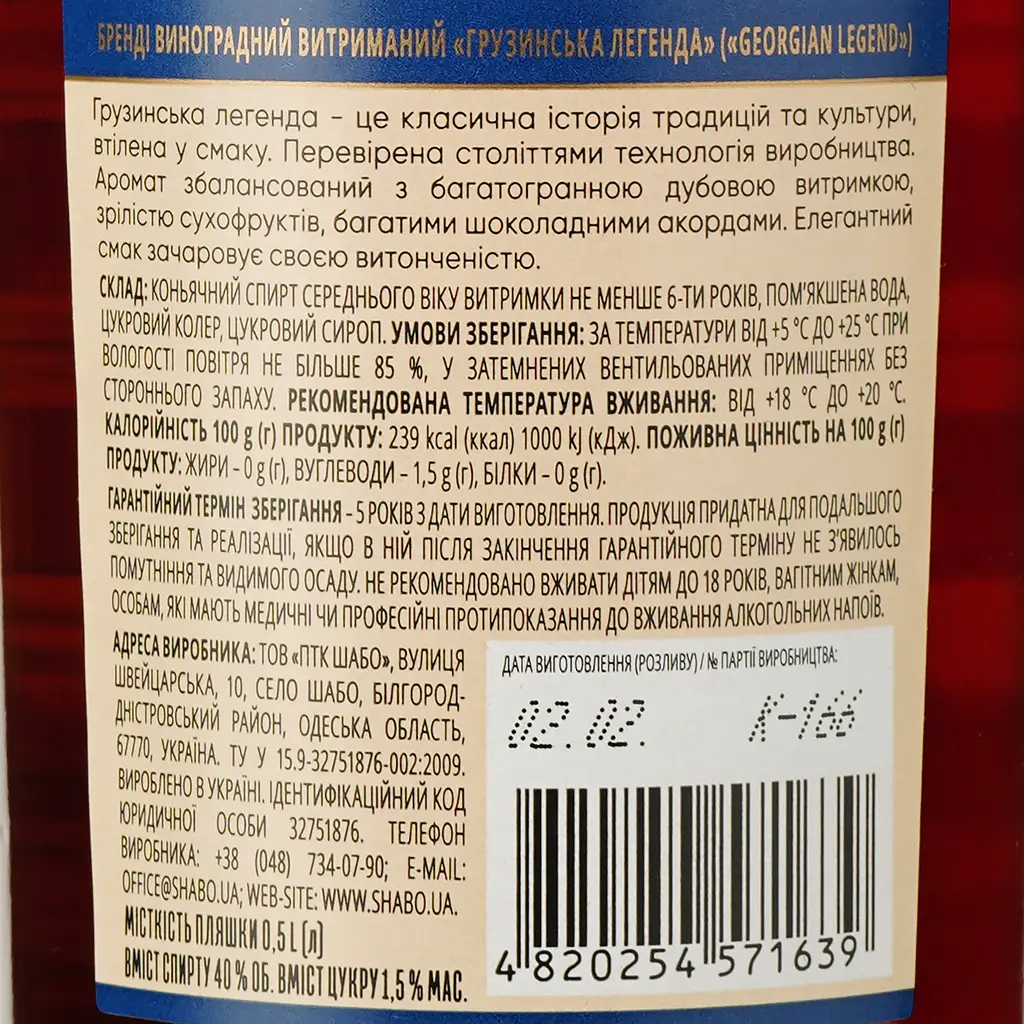 БРЕНДІ ВИНОГРАДНИЙ ВИТРИМАНИЙ «ГРУЗИНСЬКА ЛЕГЕНДА» («GEORGIAN LEGEND»)
Грузинська легенда – це класична історія традицій та культури,
втілена у смаку. Перевірена століттями технологія виробництва.
Аромат збалансований з багатогранною дубовою витримкою,
зрілістю сухофруктів, багатими шоколадними акордами. Елегантний
смак зачаровує своєю витонченістю.
СКЛАД: КОНЬЯЧНИЙ СПИРТ СЕРЕДНЬОГО ВІКУ ВИТРИМКИ НЕ МЕНШЕ 6-ТИ РОКІВ, ПОМ'ЯКШЕНА ВОДА,
ЦУКРОВИЙ КОЛЕР, ЦУКРОВИЙ СИРОП. УМОВИ ЗБЕРІГАННЯ: ЗА ТЕМПЕРАТУРИ ВІД +5 °С ДО +25 °С ПРИ
ВОЛОГОСТІ ПОВІТРЯ НЕ БІЛЬШЕ 85 %, У ЗАТЕМНЕНИХ ВЕНТИЛЬОВАНИХ ПРИМІЩЕННЯХ БЕЗ
СТОРОННЬОГО ЗАПАХУ. РЕКОМЕНДОВАНА ТЕМПЕРАТУРА ВЖИВАННЯ: ВІД +18 °С ДО +20 °С.
КАЛОРІЙНІСТЬ 100 g (г) ПРОДУКТУ: 239 kcal (ккал) 1000 kJ (кДж). ПОЖИВНА ЦІННІСТЬ НА 100 g (г)
ПРОДУКТУ: ЖИРИ – 0 g (г), ВУГЛЕВОДИ – 1,5 g (г), БІЛКИ – 0 g (г).
ГАРАНТІЙНИЙ ТЕРМІН ЗБЕРІГАННЯ – 5 РОКІВ З ДАТИ ВИГОТОВЛЕННЯ. ПРОДУКЦІЯ ПРИДАТНА ДЛЯ ПОДАЛЬШОГО
ЗБЕРІГАННЯ ТА РЕАЛІЗАЦІЇ, ЯКЩО В НІЙ ПІСЛЯ ЗАКІНЧЕННЯ ГАРАНТІЙНОГО ТЕРМІНУ НЕ З'ЯВИЛОСЬ
ПОМУТНІННЯ ТА ВИДИМОГО ОСАДУ. НЕ РЕКОМЕНДОВАНО ВЖИВАТИ ДІТЯМ ДО 18 РОКІВ, ВАГІТНИМ ЖІНКАМ,
ОСОБАМ, ЯКІ МАЮТЬ МЕДИЧНІ ЧИ ПРОФЕСІЙНІ ПРОТИПОКАЗАННЯ ДО ВЖИВАННЯ АЛКОГОЛЬНИХ НАПОЇВ.
АДРЕСА ВИРОБНИКА: ТОВ «ПТК ШАБО», ВУЛИЦЯ
ШВЕЙЦАРСЬКА, 10, СЕЛО ШАБО, БІЛГОРОД-
ДНІСТРОВСЬКИЙ РАЙОН, ОДЕСЬКА ОБЛАСТЬ,
67770, УКРАЇНА. ТУ У 15.9-32751876-002:2009.
ВИРОБЛЕНО В УКРАЇНІ. ІДЕНТИФІКАЦІЙНИЙ КОД
ЮРИДИЧНОЇ ОСОБИ 32751876. ТЕЛЕФОН
ВИРОБНИКА: +38 (048) 734-07-90; E-MAIL:
OFFICE@SHABO.UA; WEB-SITE: WWW.SHABO.UA.
МІСТКІСТЬ ПЛЯШКИ 0,5 L (л)
ВМІСТ СПИРТУ 40 % ОБ. ВМІСТ ЦУКРУ 1,5 % МАС.
ДАТА ВИГОТОВЛЕННЯ (РОЗЛИВУ) / № ПАРТІЇ ВИРОБНИЦТВА:
02.02. К-166
4 820254 571639